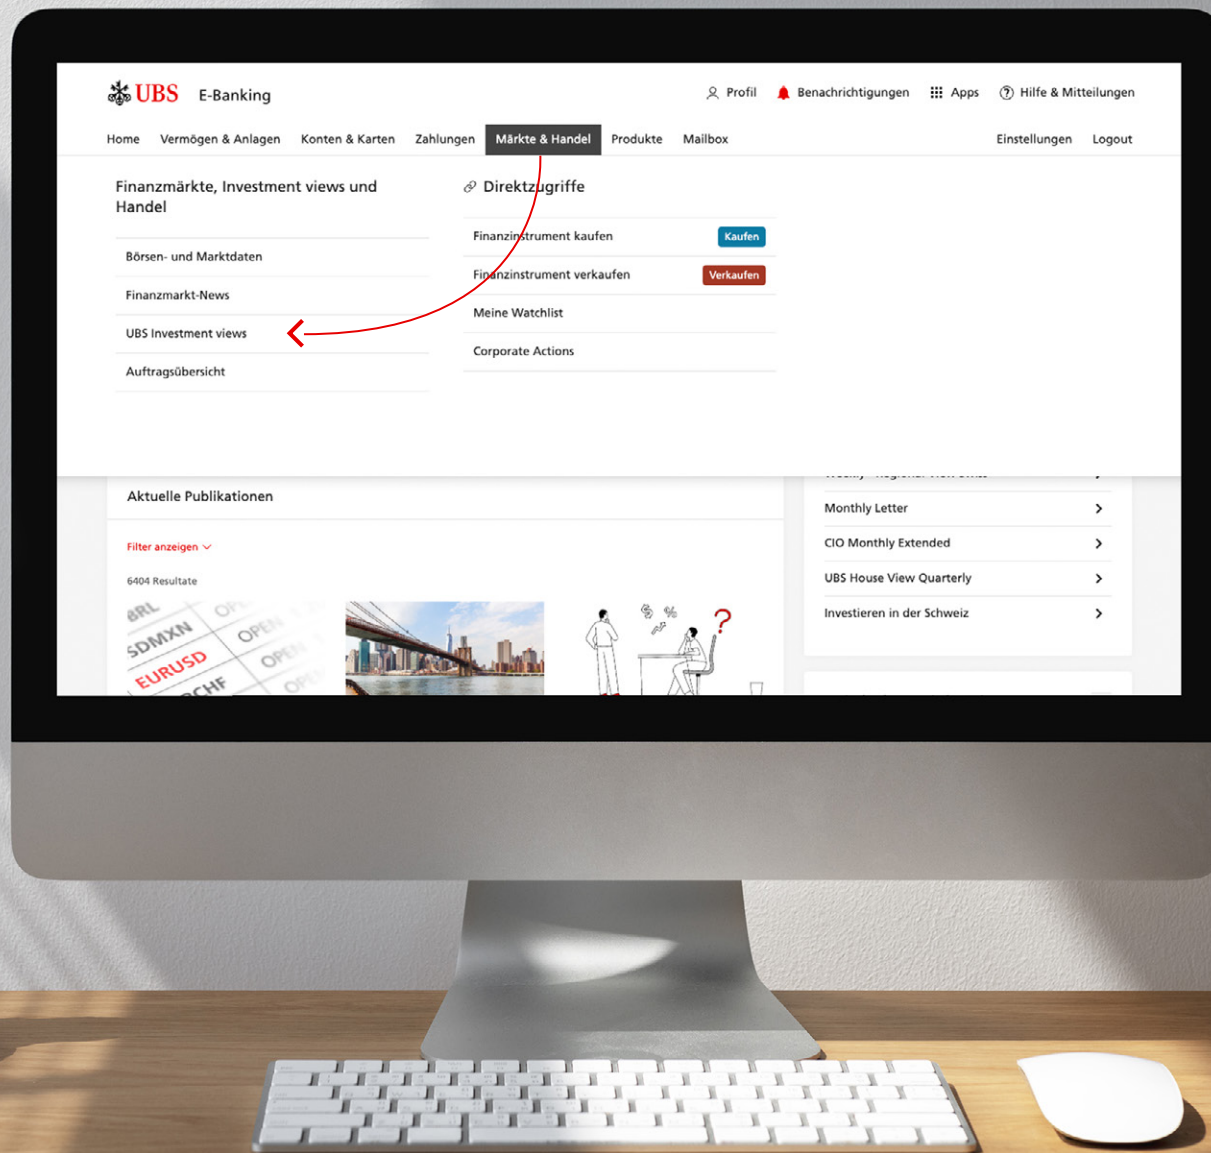 UBS E-Banking
Profil
Benachrichtigungen
Apps
Hilfe & Mitteilungen
Home
Vermögen & Anlagen
Konten & Karten
Zahlungen
Märkte & Handel
Produkte
Mailbox
Einstellungen
Logout
Finanzmärkte, Investment views und
Handel
Börsen- und Marktdaten
Finanzmarkt-News
UBS Investment views
Auftragsübersicht
Direktzugriffe
Finanzinstrument kaufen
Kaufen
Finanzinstrument verkaufen
Verkaufen
Meine Watchlist
Corporate Actions
Aktuelle Publikationen
Filter anzeigen
6404 Resultate
BRL
OPEN
SDMXN
OPEN
EURUSD
OPEN
CHF
OPEN
$ %
?
Monthly Letter
CIO Monthly Extended
UBS House View Quarterly
Investieren in der Schweiz